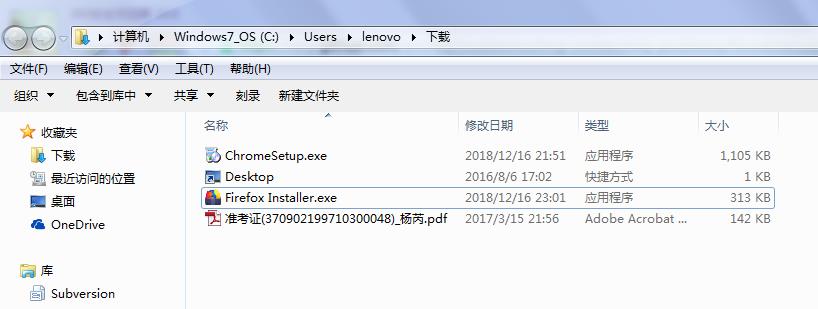 计算机 Windows7_OS (C:) Users lenovo 下载
文件(F) 编辑(E) 查看(V) 工具(T) 帮助(H)
组织 包含到库中 共享 刻录 新建文件夹
收藏夹 名称 修改日期 类型 大小
下载 ChromeSetup.exe 2018/12/16 21:51 应用程序 1,105 KB
最近访问的位置 Desktop 2016/8/6 17:02 快捷方式 1 KB
桌面 Firefox Installer.exe 2018/12/16 23:01 应用程序 313 KB
OneDrive 准考证(370902199710300048)_杨芮.pdf 2017/3/15 21:56 Adobe Acrobat ... 142 KB
库
Subversion